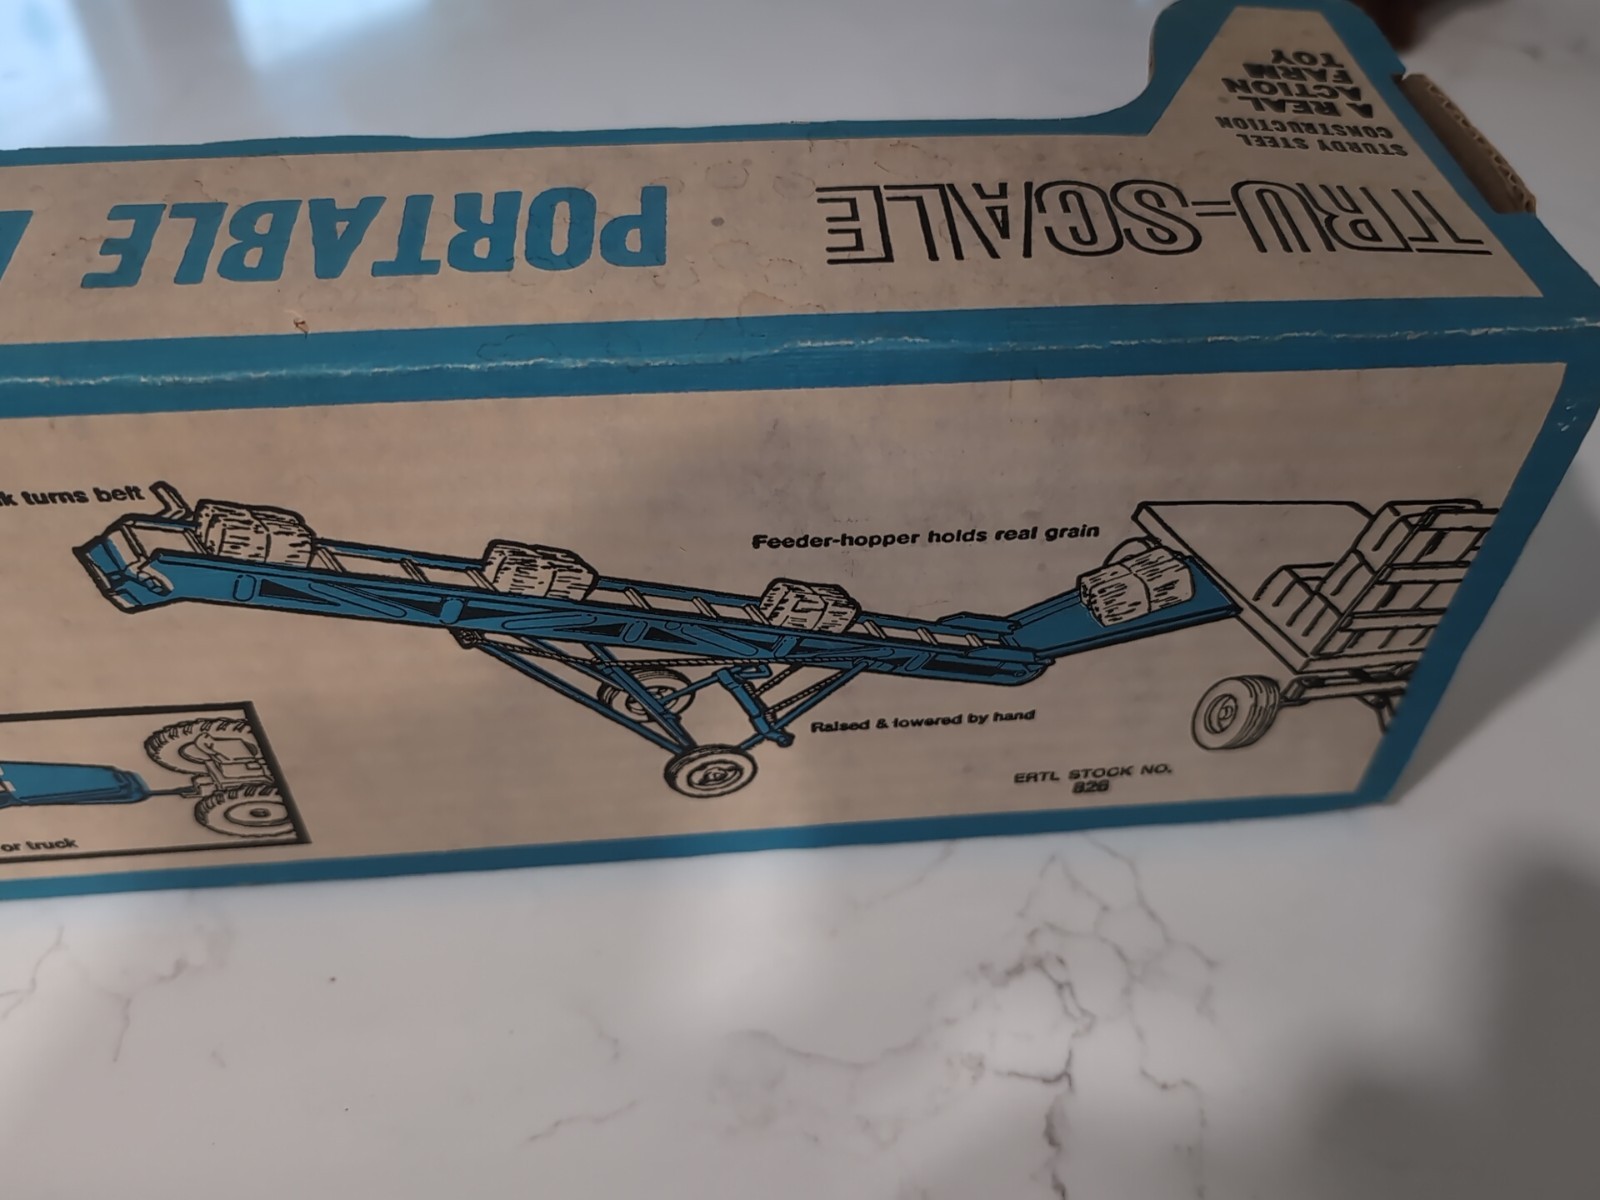 STURDY STEEL
CONSTRUCTION
A REAL
ACTION
FARM
TOY
TRU-SCALE PORTABLE
k turns belt
Feeder-hopper holds real grain
Raised & lowered by hand
ERTL STOCK NO.
826
or truck